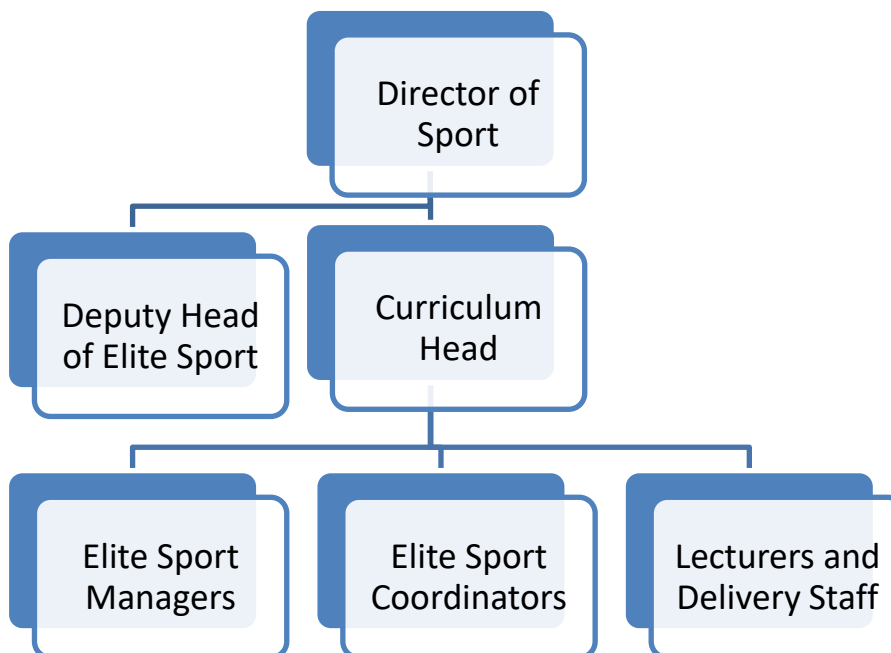 Director of
Sport
Deputy Head
of Elite Sport
Curriculum
Head
Elite Sport
Managers
Elite Sport
Coordinators
Lecturers and
Delivery Staff